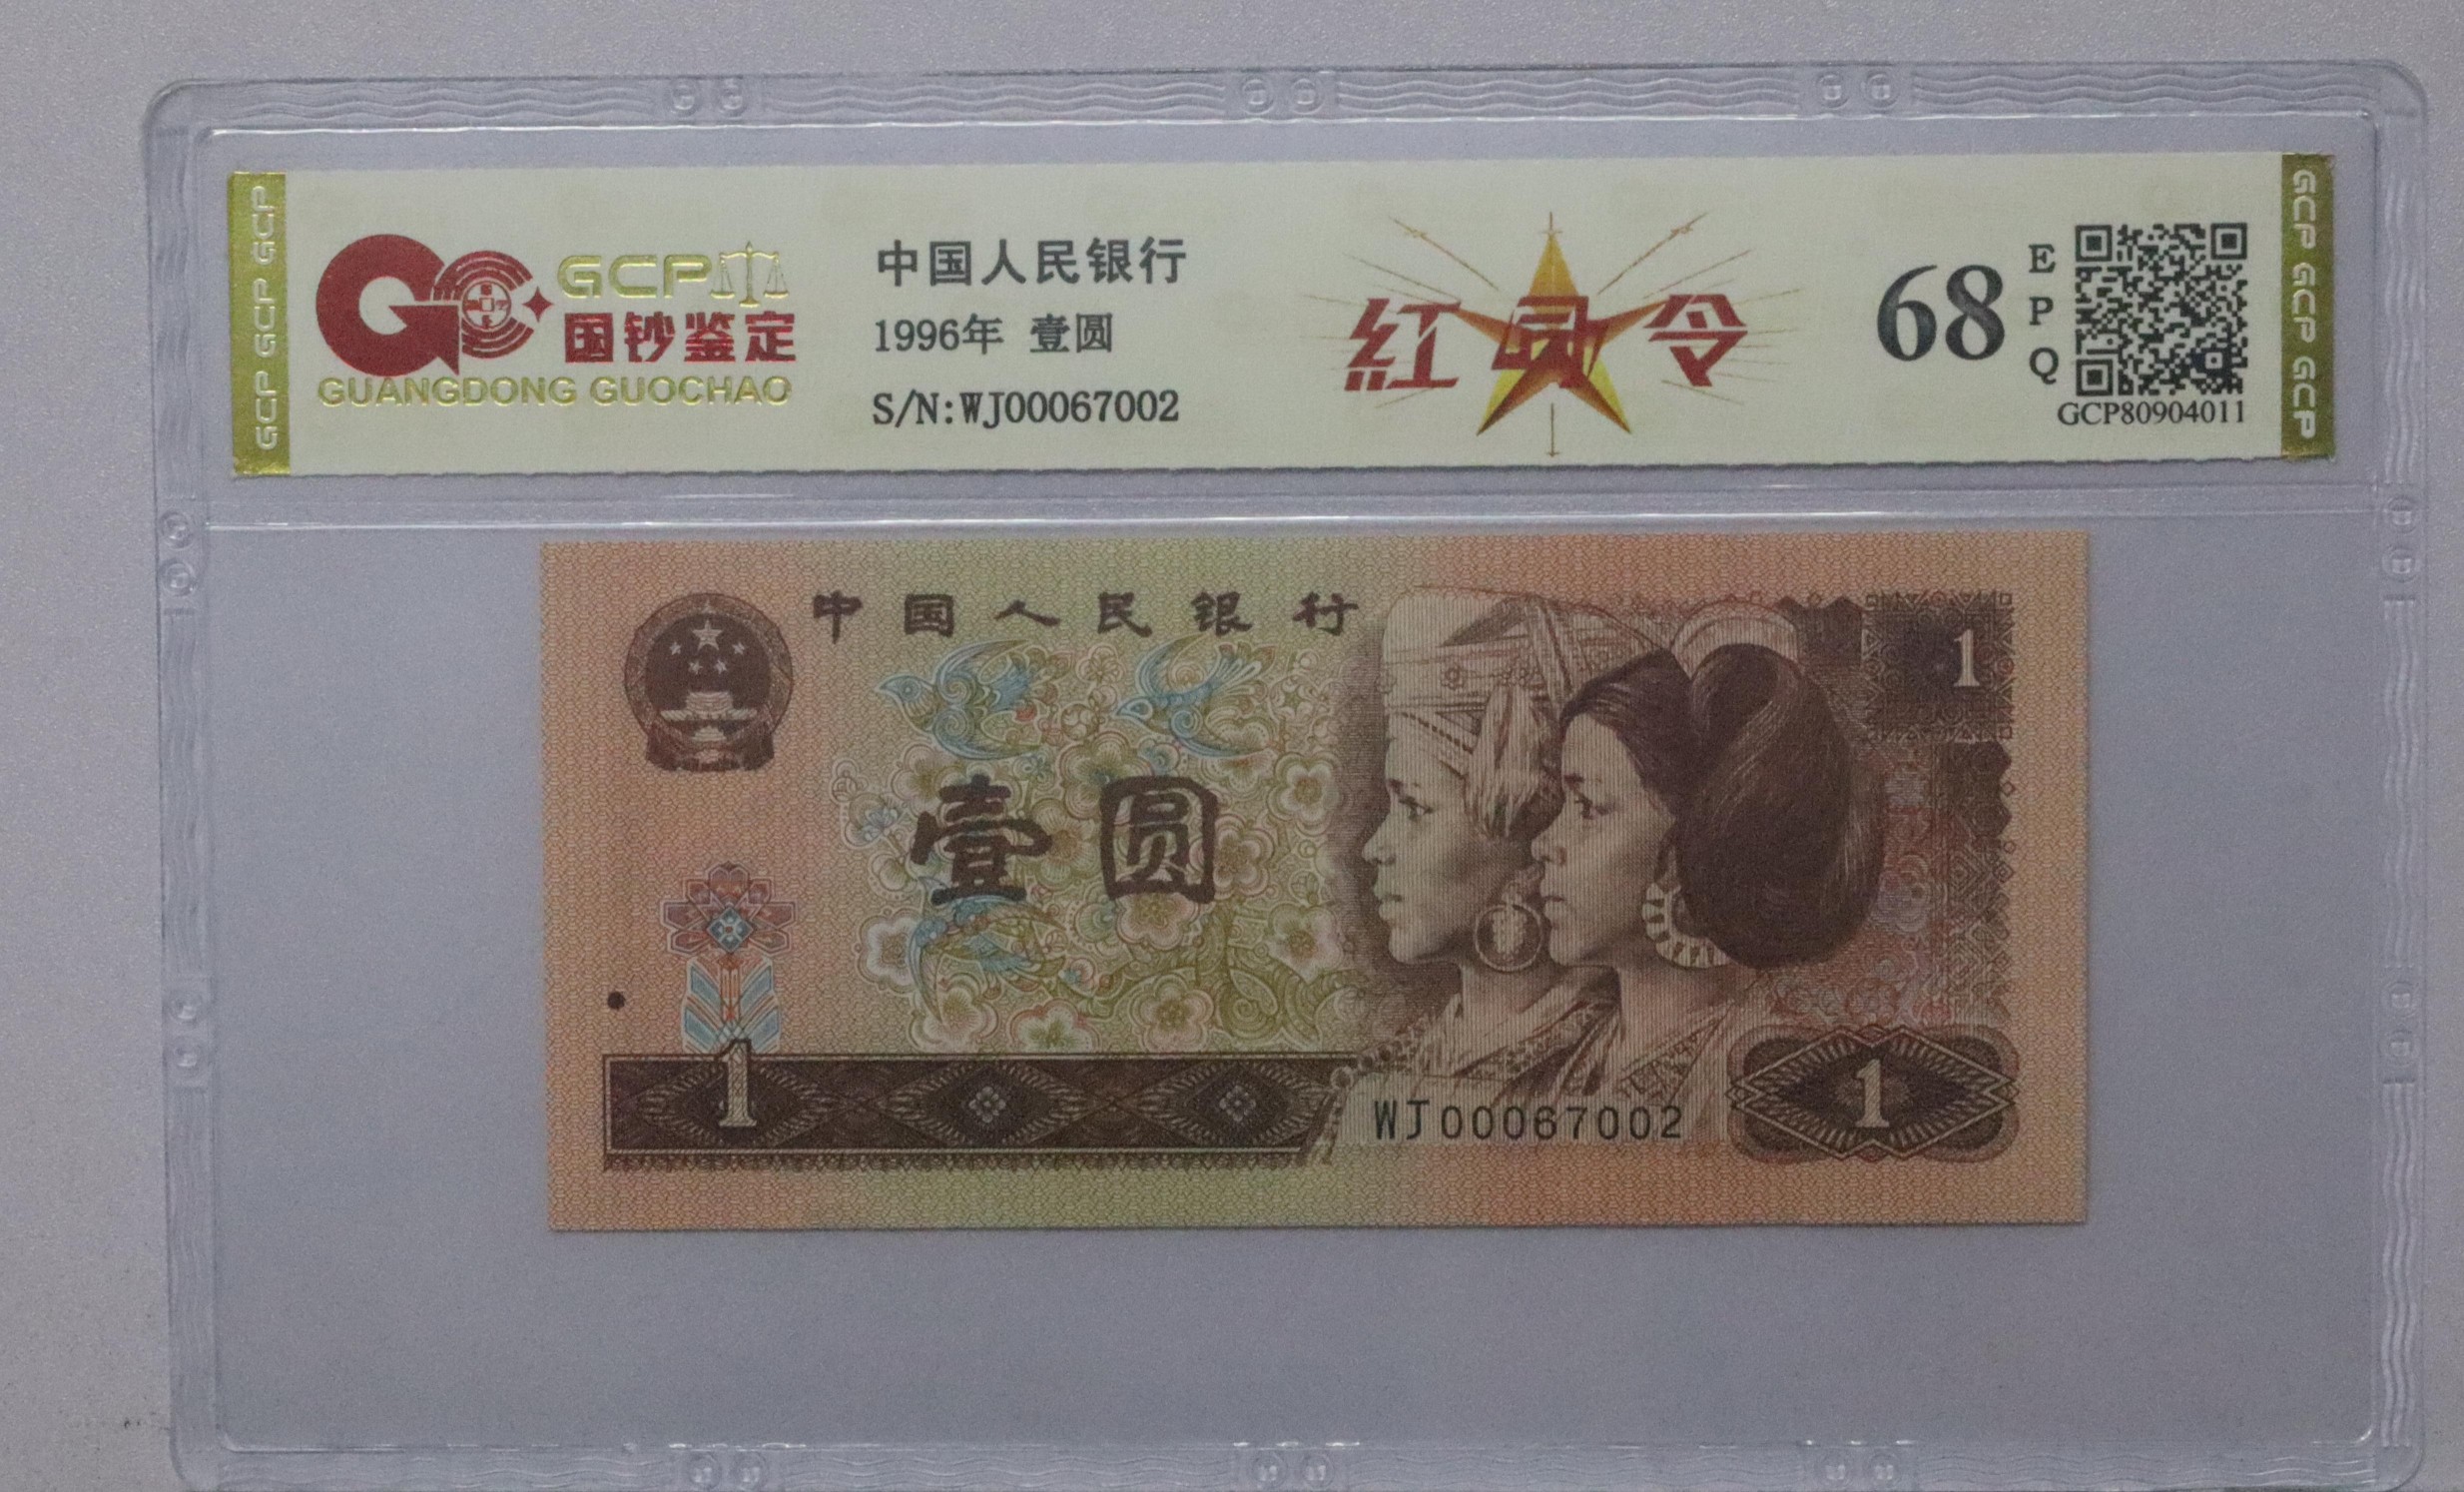 GCP GCP GCP
GCP
国钞鉴定
GUANGDONG GUOCHAO
中国人民银行
1996年 壹圆
S/N:WJ00067002
紅 令
68
E
P
Q
GCP80904011
GCP GCP GCP
中国人民银行
1
壹圆
1
WJ00067002
1